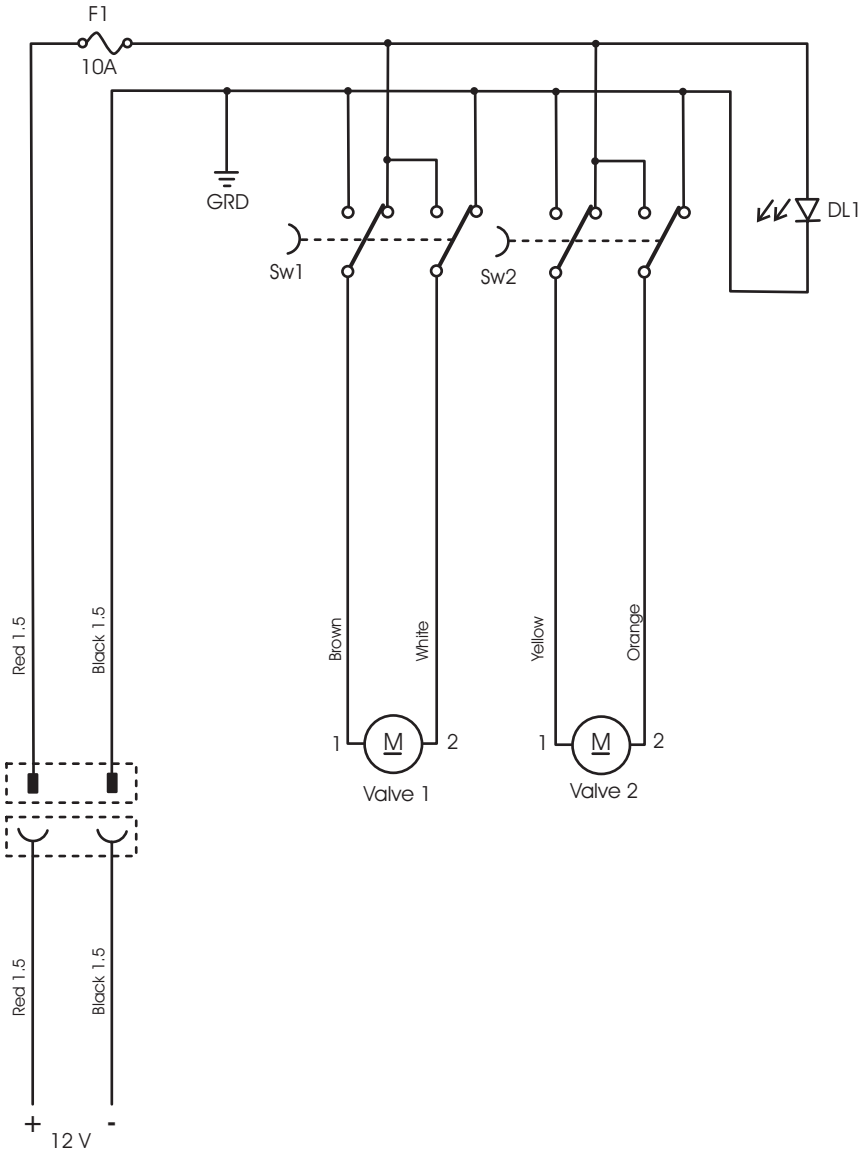 F1
10A
GRD
DL1
Sw1
Sw2
Red 1.5
Black 1.5
Brown
White
Yellow
Orange
1
M
2
1
M
2
Valve 1
Valve 2
Red 1.5
Black 1.5
+
-
12 V